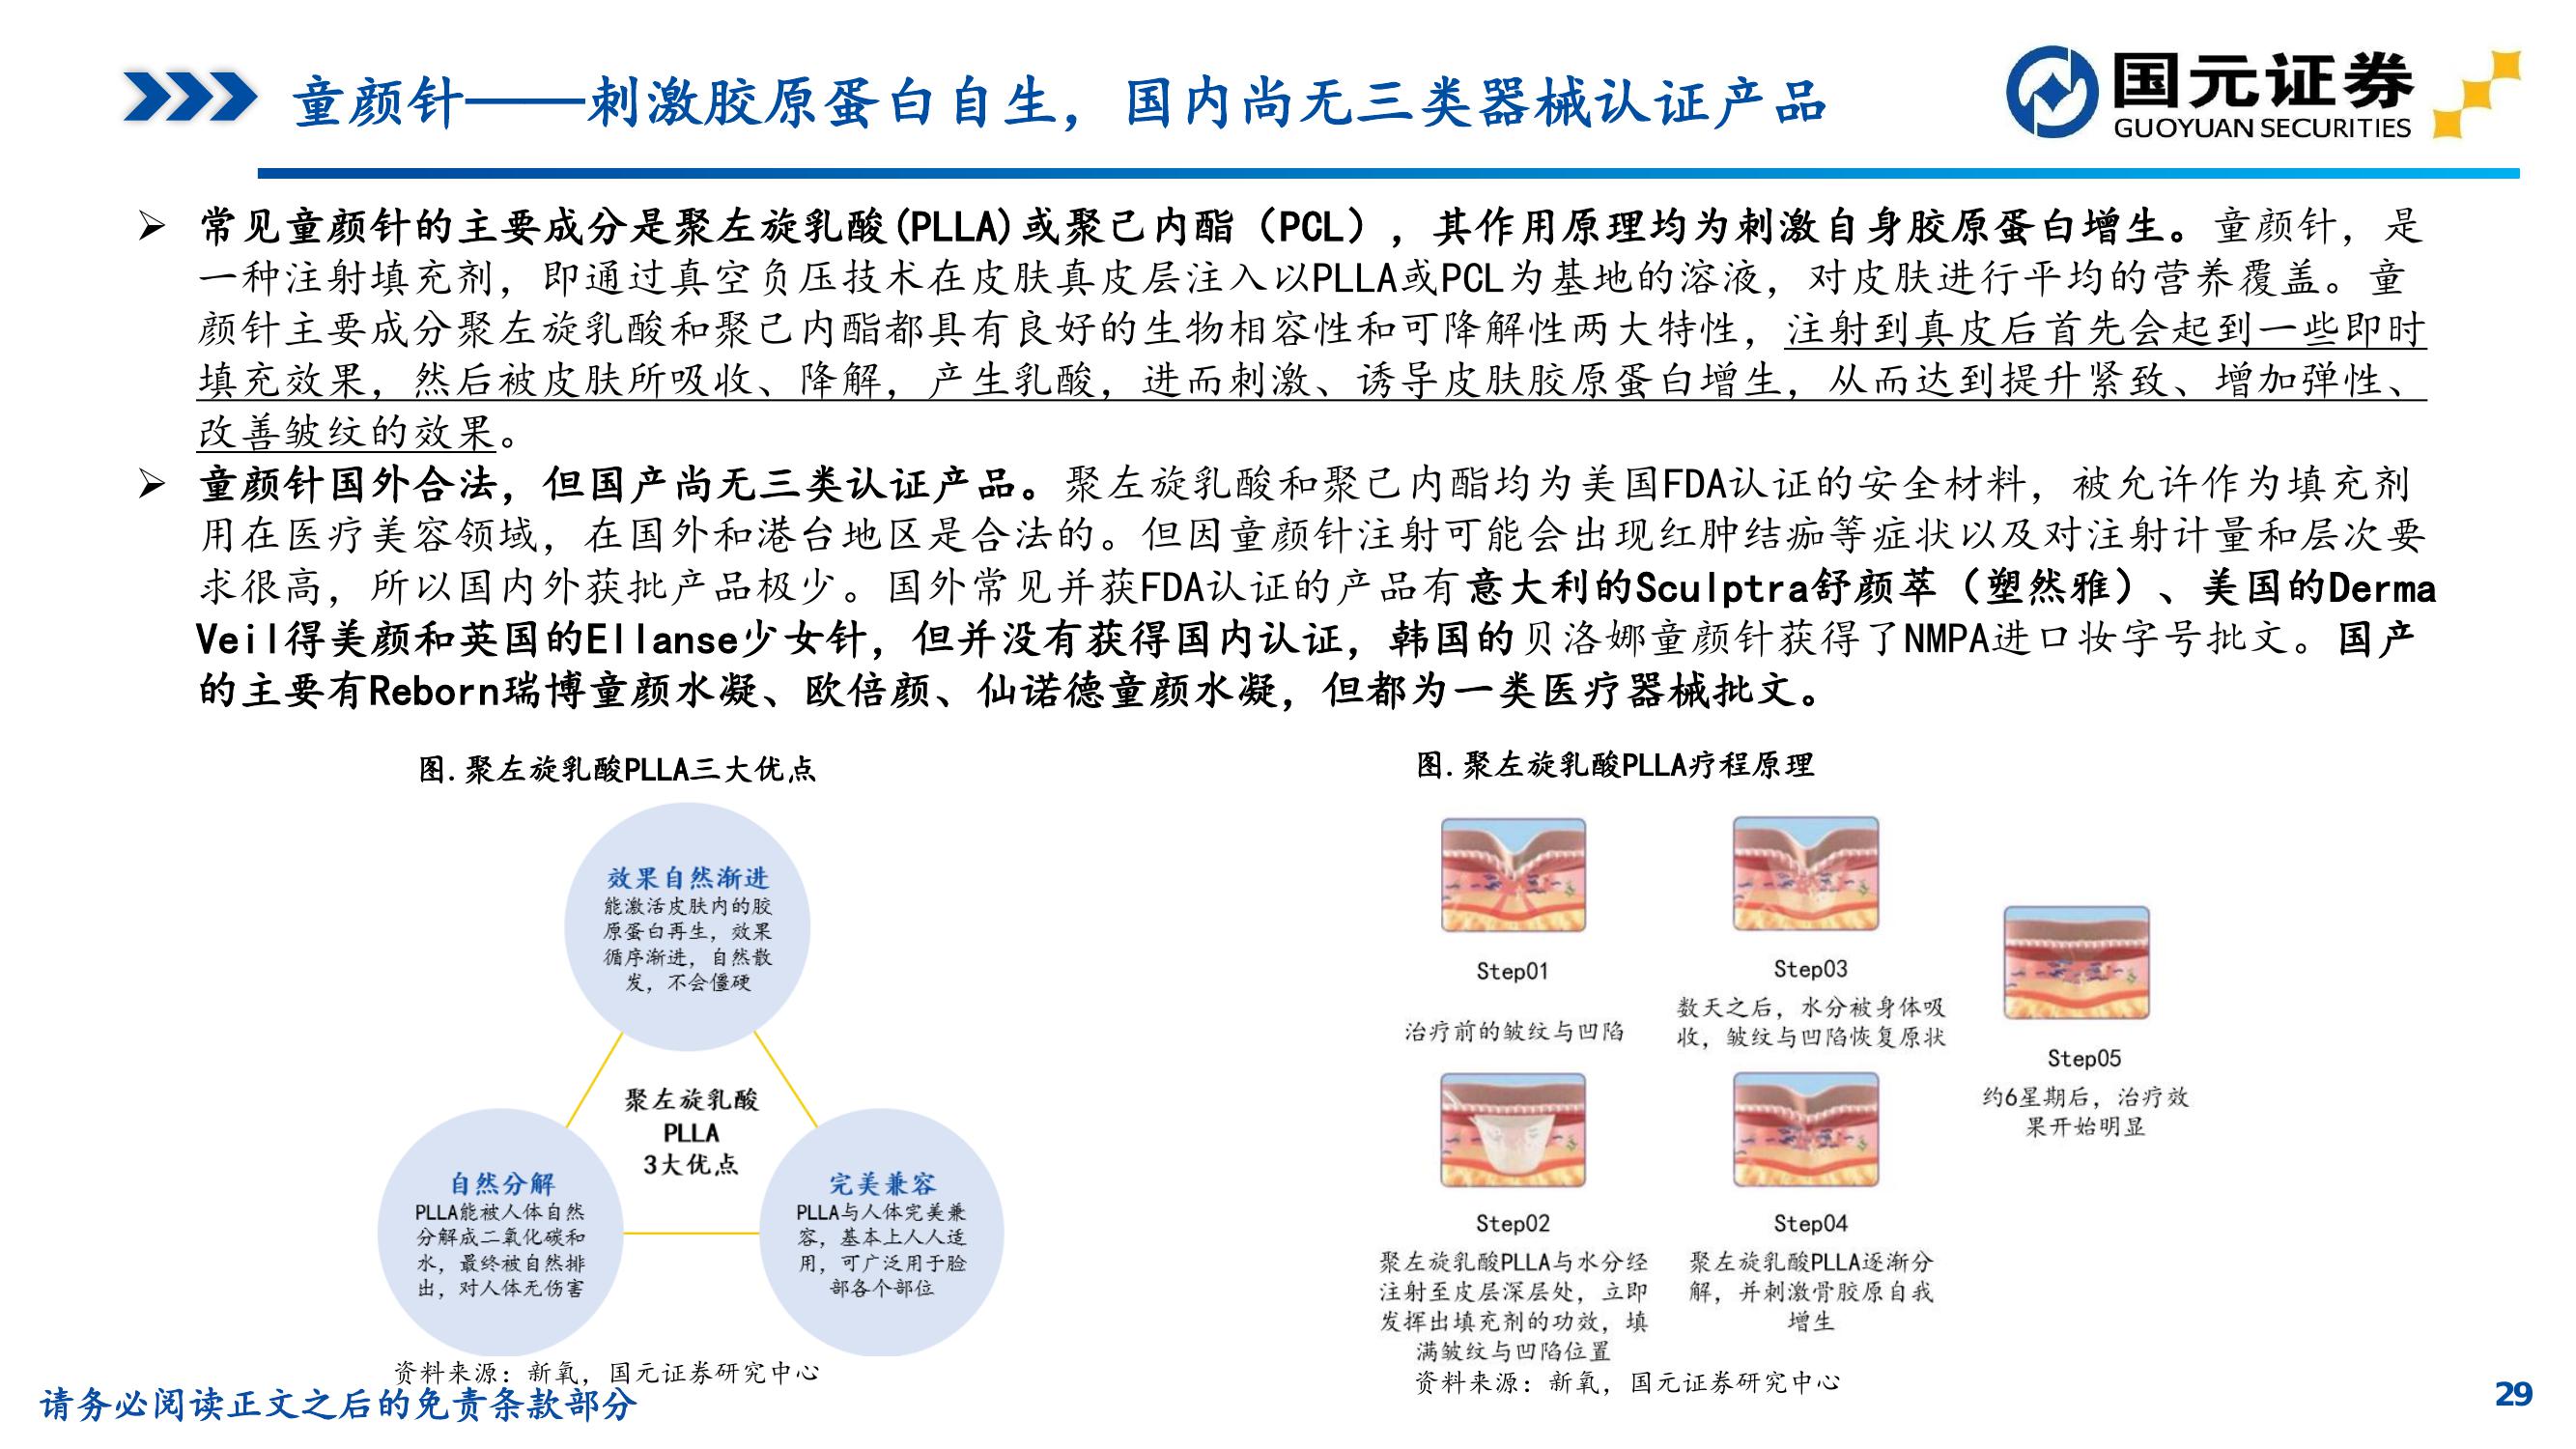 童颜针——刺激胶原蛋白自生，国内尚无三类器械认证产品
国元证券
GUOYUAN SECURITIES
常见童颜针的主要成分是聚左旋乳酸(PLLA)或聚己内酯（PCL），其作用原理均为刺激自身胶原蛋白增生。童颜针，是
一种注射填充剂，即通过真空负压技术在皮肤真皮层注入以PLLA或PCL为基地的溶液，对皮肤进行平均的营养覆盖。童
颜针主要成分聚左旋乳酸和聚己内酯都具有良好的生物相容性和可降解性两大特性，注射到真皮后首先会起到一些即时
填充效果，然后被皮肤所吸收、降解，产生乳酸，进而刺激、诱导皮肤胶原蛋白增生，从而达到提升紧致、增加弹性、
改善皱纹的效果。
童颜针国外合法，但国产尚无三类认证产品。聚左旋乳酸和聚己内酯均为美国FDA认证的安全材料，被允许作为填充剂
用在医疗美容领域，在国外和港台地区是合法的。但因童颜针注射可能会出现红肿结痂等症状以及对注射计量和层次要
求很高，所以国内外获批产品极少。国外常见并获FDA认证的产品有意大利的Sculptra舒颜萃（塑然雅）、美国的Derma
Veil得美颜和英国的Ellanse少女针，但并没有获得国内认证，韩国的贝洛娜童颜针获得了NMPA进口妆字号批文。国产
的主要有Reborn瑞博童颜水凝、欧倍颜、仙诺德童颜水凝，但都为一类医疗器械批文。
图.聚左旋乳酸PLLA三大优点
效果自然渐进
能激活皮肤内的胶
原蛋白再生，效果
循序渐进，自然散
发，不会僵硬
聚左旋乳酸
PLLA
3大优点
自然分解
PLLA能被人体自然
分解成二氧化碳和
水，最终被自然排
出，对人体无伤害
完美兼容
PLLA与人体完美兼
容，基本上人人适
用，可广泛用于脸
部各个部位
资料来源：新氧，国元证券研究中心
图.聚左旋乳酸PLLA疗程原理
Step01
治疗前的皱纹与凹陷
Step02
聚左旋乳酸PLLA与水分经
注射至皮层深层处，立即
发挥出填充剂的功效，填
满皱纹与凹陷位置
Step03
数天之后，水分被身体吸
收，皱纹与凹陷恢复原状
Step04
聚左旋乳酸PLLA逐渐分
解，并刺激骨胶原自我
增生
Step05
约6星期后，治疗效
果开始明显
资料来源：新氧，国元证券研究中心
请务必阅读正文之后的免责条款部分
29